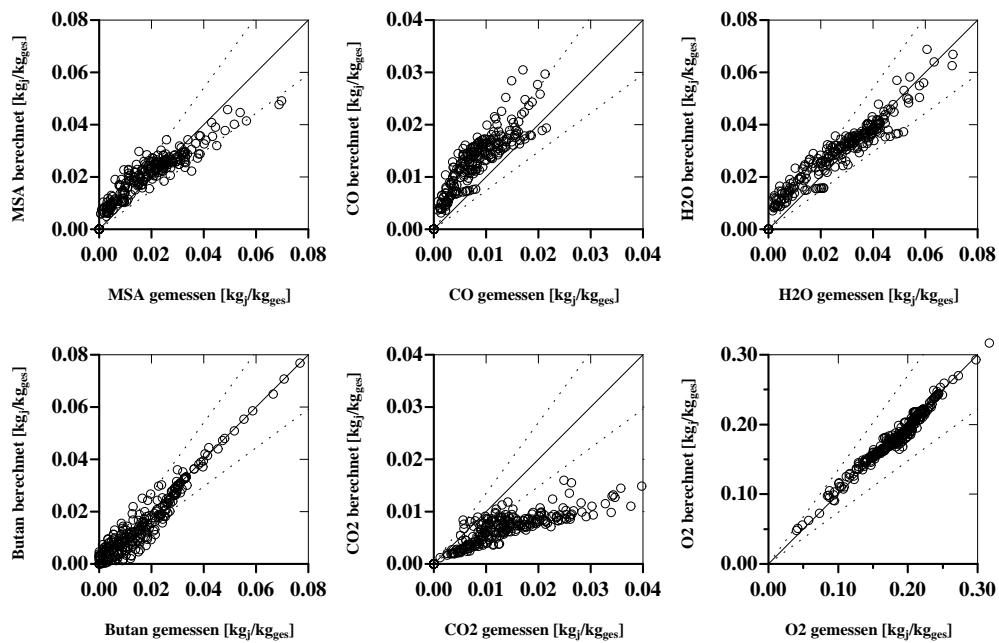 0.08
0.06
0.04
0.02
0.00
MSA berechnet [kgj/kgges]
0.00 0.02 0.04 0.06 0.08
MSA gemessen [kgj/kgges]
0.04
0.03
0.02
0.01
0.00
CO berechnet [kgj/kgges]
0.00 0.01 0.02 0.03 0.04
CO gemessen [kgj/kgges]
0.08
0.06
0.04
0.02
0.00
H2O berechnet [kgj/kgges]
0.00 0.02 0.04 0.06 0.08
H2O gemessen [kgj/kgges]
0.08
0.06
0.04
0.02
0.00
Butan berechnet [kgj/kgges]
0.00 0.02 0.04 0.06 0.08
Butan gemessen [kgj/kgges]
0.04
0.03
0.02
0.01
0.00
CO2 berechnet [kgj/kgges]
0.00 0.01 0.02 0.03 0.04
CO2 gemessen [kgj/kgges]
0.30
0.20
0.10
0.00
O2 berechnet [kgj/kgges]
0.00 0.10 0.20 0.30
O2 gemessen [kgj/kgges]